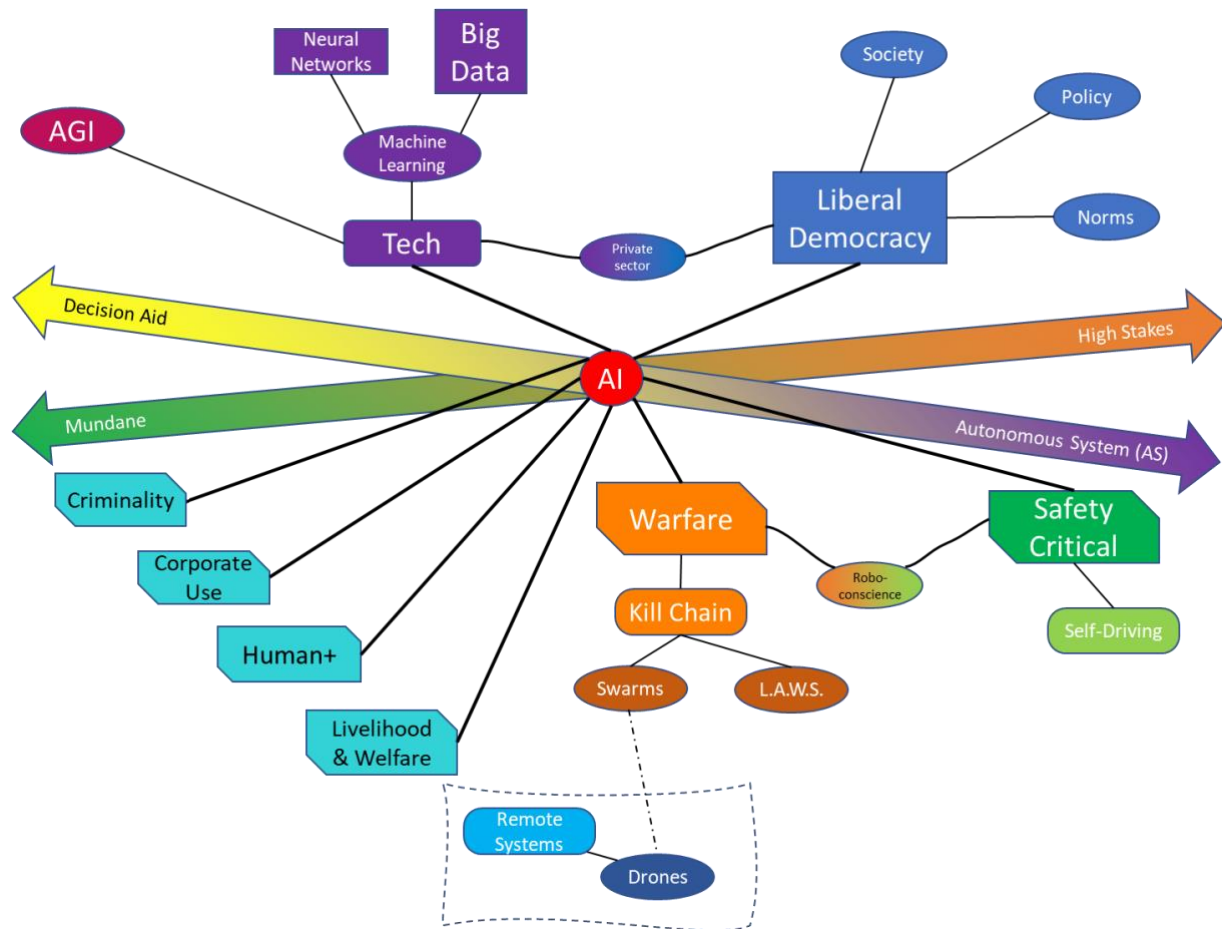 Neural
Networks
Big
Data
Society
Policy
AGI
Machine
Learning
Liberal
Democracy
Norms
Tech
Private
sector
Decision Aid
High Stakes
AI
Mundane
Autonomous System (AS)
Criminality
Warfare
Safety
Critical
Corporate
Use
Robo-
conscience
Kill Chain
Self-Driving
Human+
Swarms
L.A.W.S.
Livelihood
& Welfare
Remote
Systems
Drones